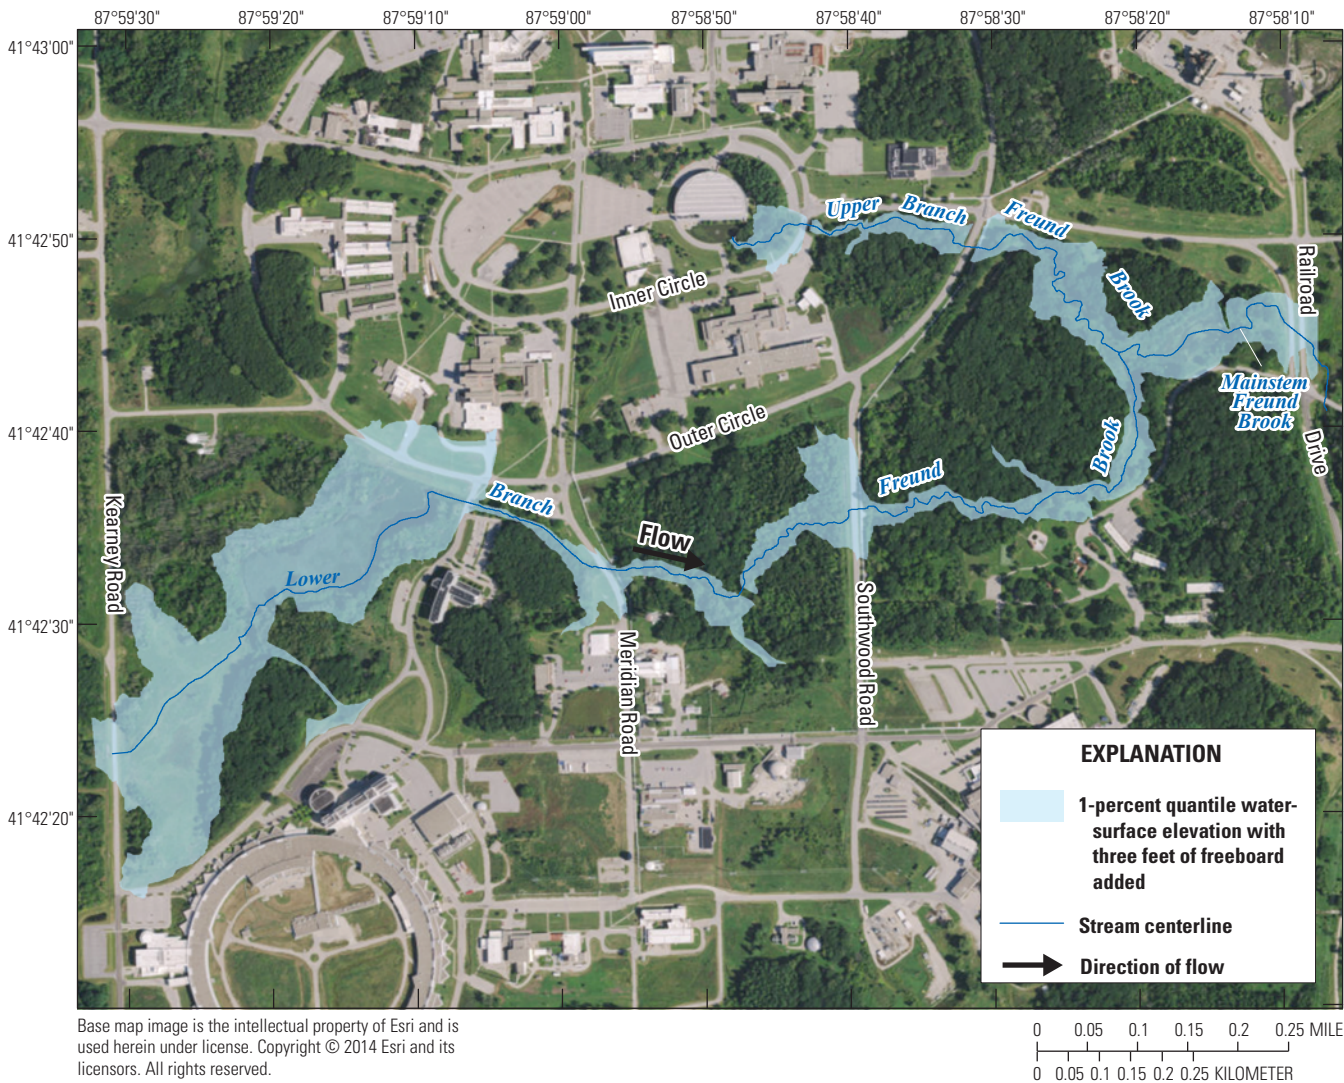 87°59'30" 87°59'20" 87°59'10" 87°59'00" 87°58'50" 87°58'40" 87°58'30" 87°58'20" 87°58'10"
41°43'00"
41°42'50"
41°42'40"
41°42'30"
41°42'20"
Upper Branch Freund Brook
Railroad
Drive
Inner Circle
Outer Circle
Mainstem
Freund
Brook
Lower Branch Freund Brook
Flow
Kearney Road
Meridian Road
Southwood Road
EXPLANATION
1-percent quantile water-
surface elevation with
three feet of freeboard
added
Stream centerline
Direction of flow
Base map image is the intellectual property of Esri and is
used herein under license. Copyright © 2014 Esri and its
licensors. All rights reserved.
0 0.05 0.1 0.15 0.2 0.25 MILE
0 0.05 0.1 0.15 0.2 0.25 KILOMETER